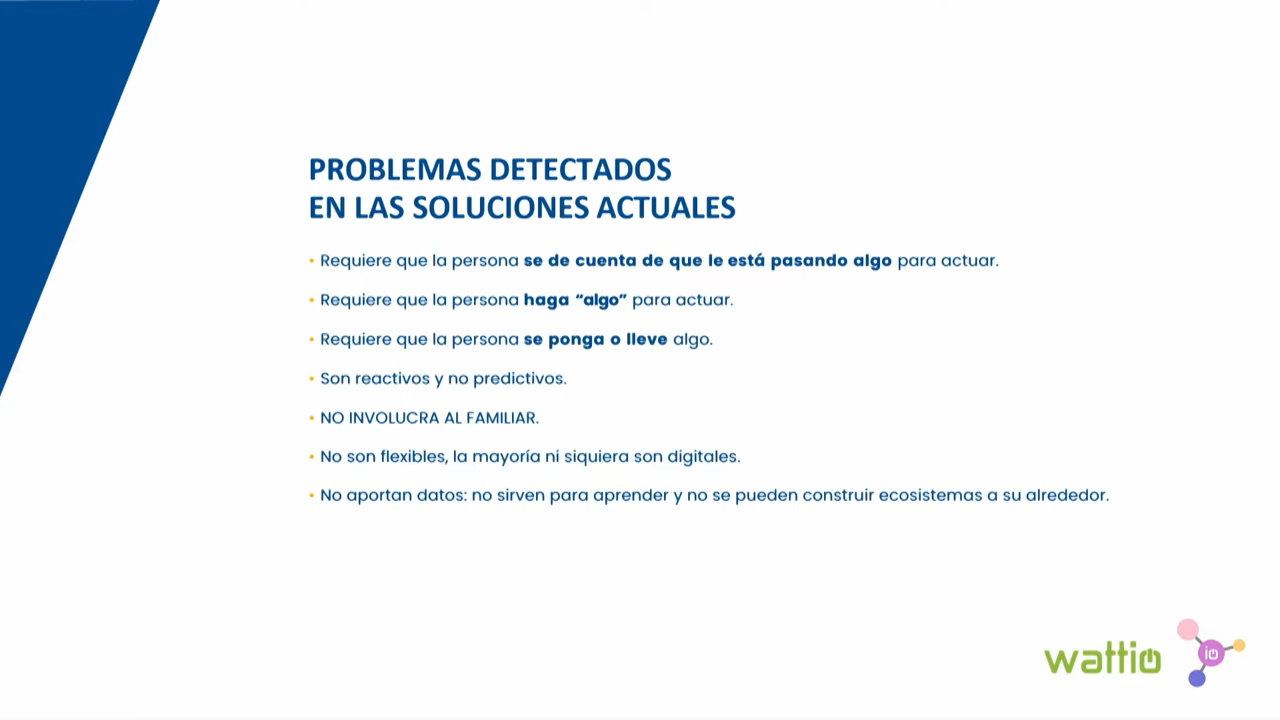 PROBLEMAS DETECTADOS
EN LAS SOLUCIONES ACTUALES
• Requiere que la persona se de cuenta de que le está pasando algo para actuar.
• Requiere que la persona haga “algo” para actuar.
• Requiere que la persona se ponga o lleve algo.
• Son reactivos y no predictivos.
• NO INVOLUCRA AL FAMILIAR.
• No son flexibles, la mayoría ni siquiera son digitales.
• No aportan datos: no sirven para aprender y no se pueden construir ecosistemas a su alrededor.
wattio
io